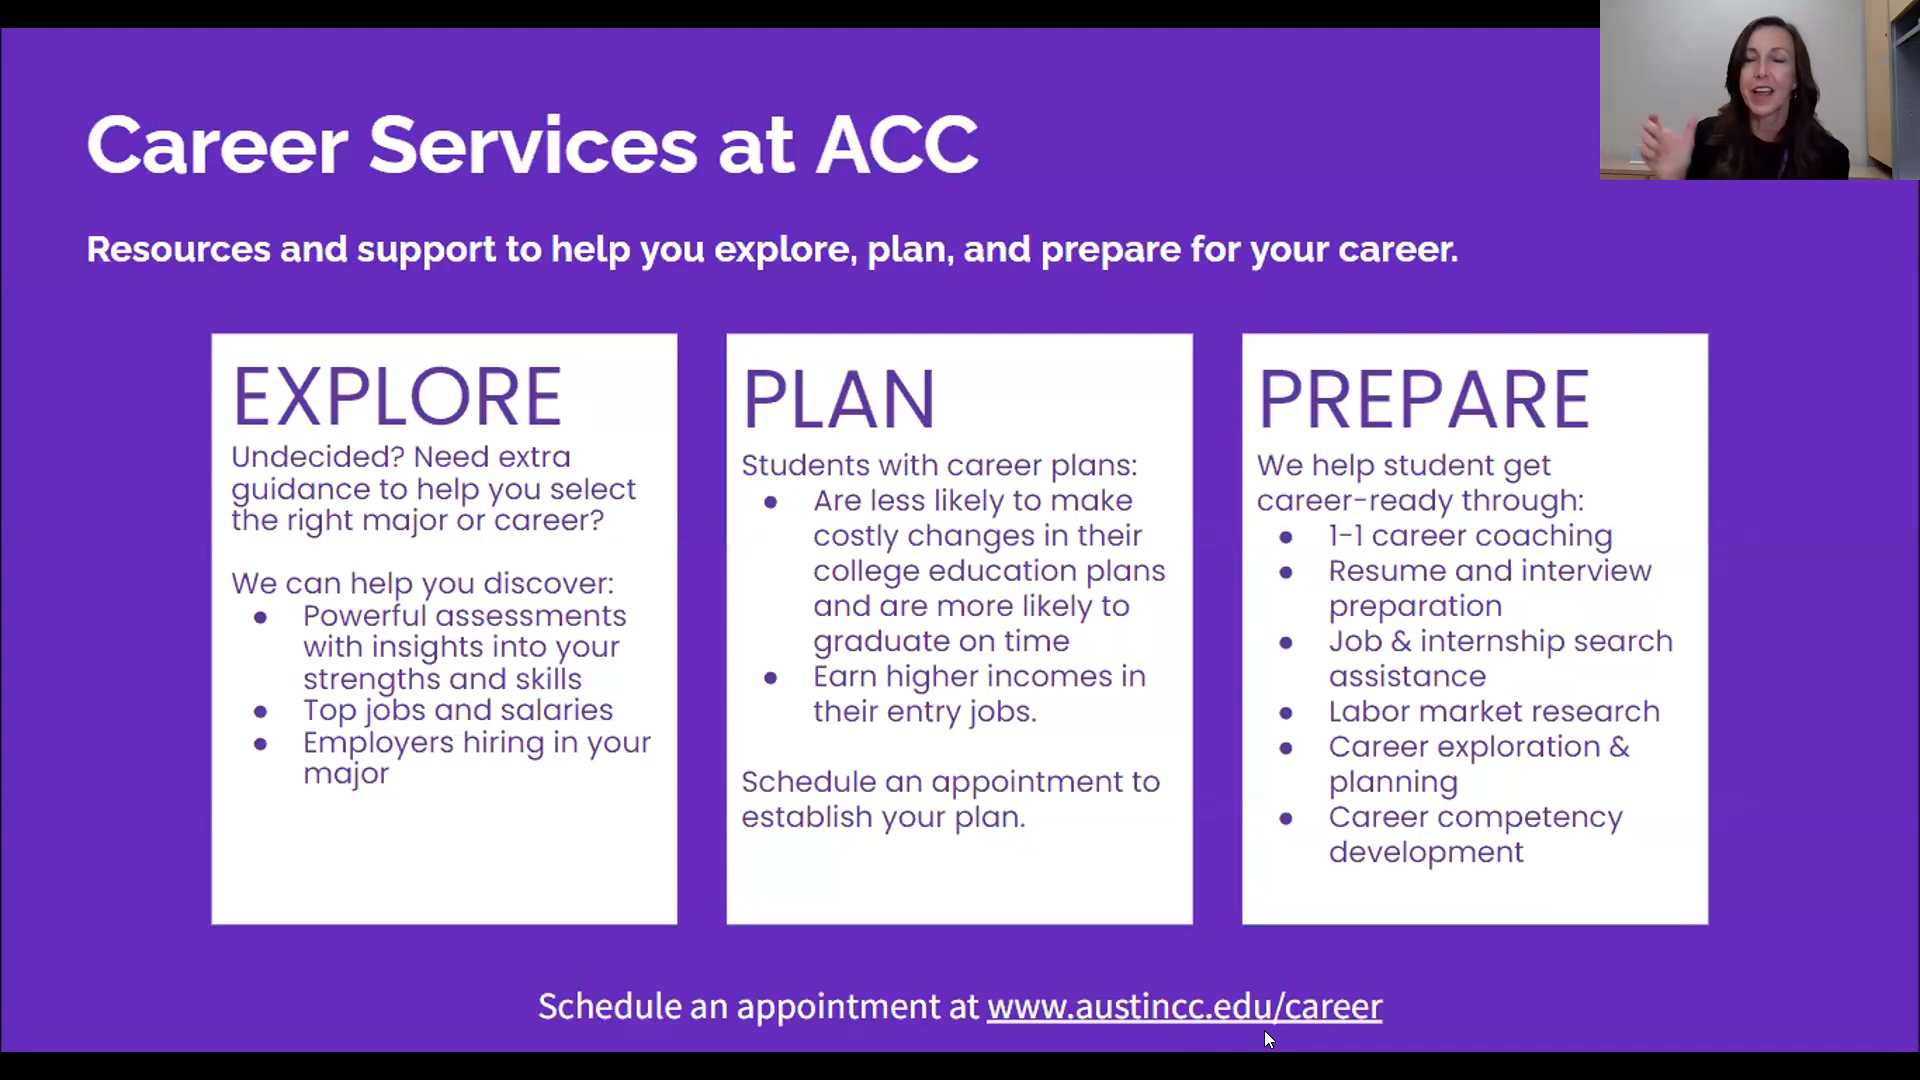 Career Services at ACC
Resources and support to help you explore, plan, and prepare for your career.
EXPLORE
Undecided? Need extra
guidance to help you select
the right major or career?
We can help you discover:
● Powerful assessments
with insights into your
strengths and skills
● Top jobs and salaries
● Employers hiring in your
major
PLAN
Students with career plans:
● Are less likely to make
costly changes in their
college education plans
and are more likely to
graduate on time
● Earn higher incomes in
their entry jobs.
Schedule an appointment to
establish your plan.
PREPARE
We help student get
career-ready through:
● 1-1 career coaching
● Resume and interview
preparation
● Job & internship search
assistance
● Labor market research
● Career exploration &
planning
● Career competency
development
Schedule an appointment at www.austincc.edu/career